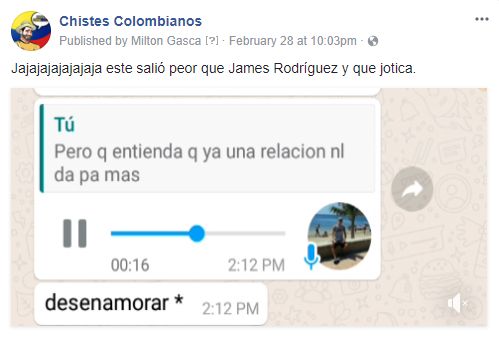 Chistes Colombianos
Published by Milton Gasca [?] · February 28 at 10:03pm ·
Jajajajajajajaja este salió peor que James Rodríguez y que jotica.
Tú
Pero q entienda q ya una relacion nl
da pa mas
00:16 2:12 PM
desenamorar * 2:12 PM